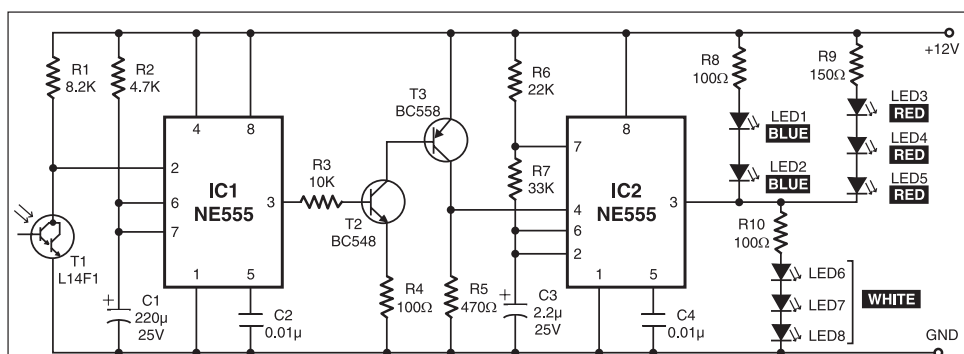 +12V
R1
8.2K
R2
4.7K
4
8
2
6
7
3
1
5
IC1
NE555
T1
L14F1
C1
220µ
25V
+
C2
0.01µ
R3
10K
T2
BC548
T3
BC558
R4
100Ω
R5
470Ω
R6
22K
R7
33K
C3
2.2µ
25V
+
8
7
4
6
2
3
1
5
IC2
NE555
C4
0.01µ
R8
100Ω
LED1
BLUE
LED2
BLUE
R9
150Ω
LED3
RED
LED4
RED
LED5
RED
R10
100Ω
LED6
LED7
LED8
WHITE
GND